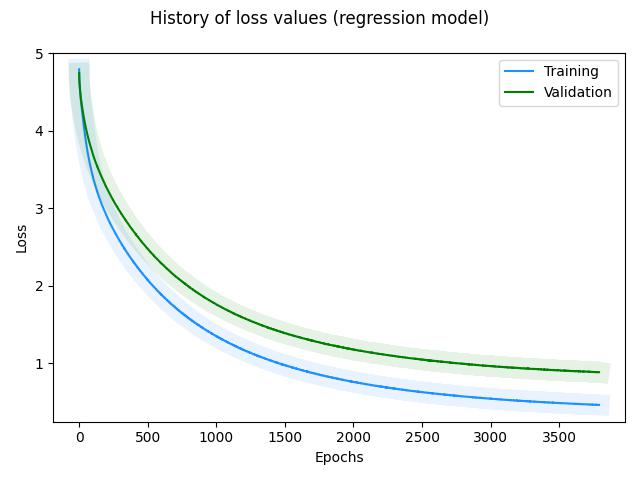 History of loss values (regression model)
Training
Validation
Loss
5
4
3
2
1
0 500 1000 1500 2000 2500 3000 3500
Epochs